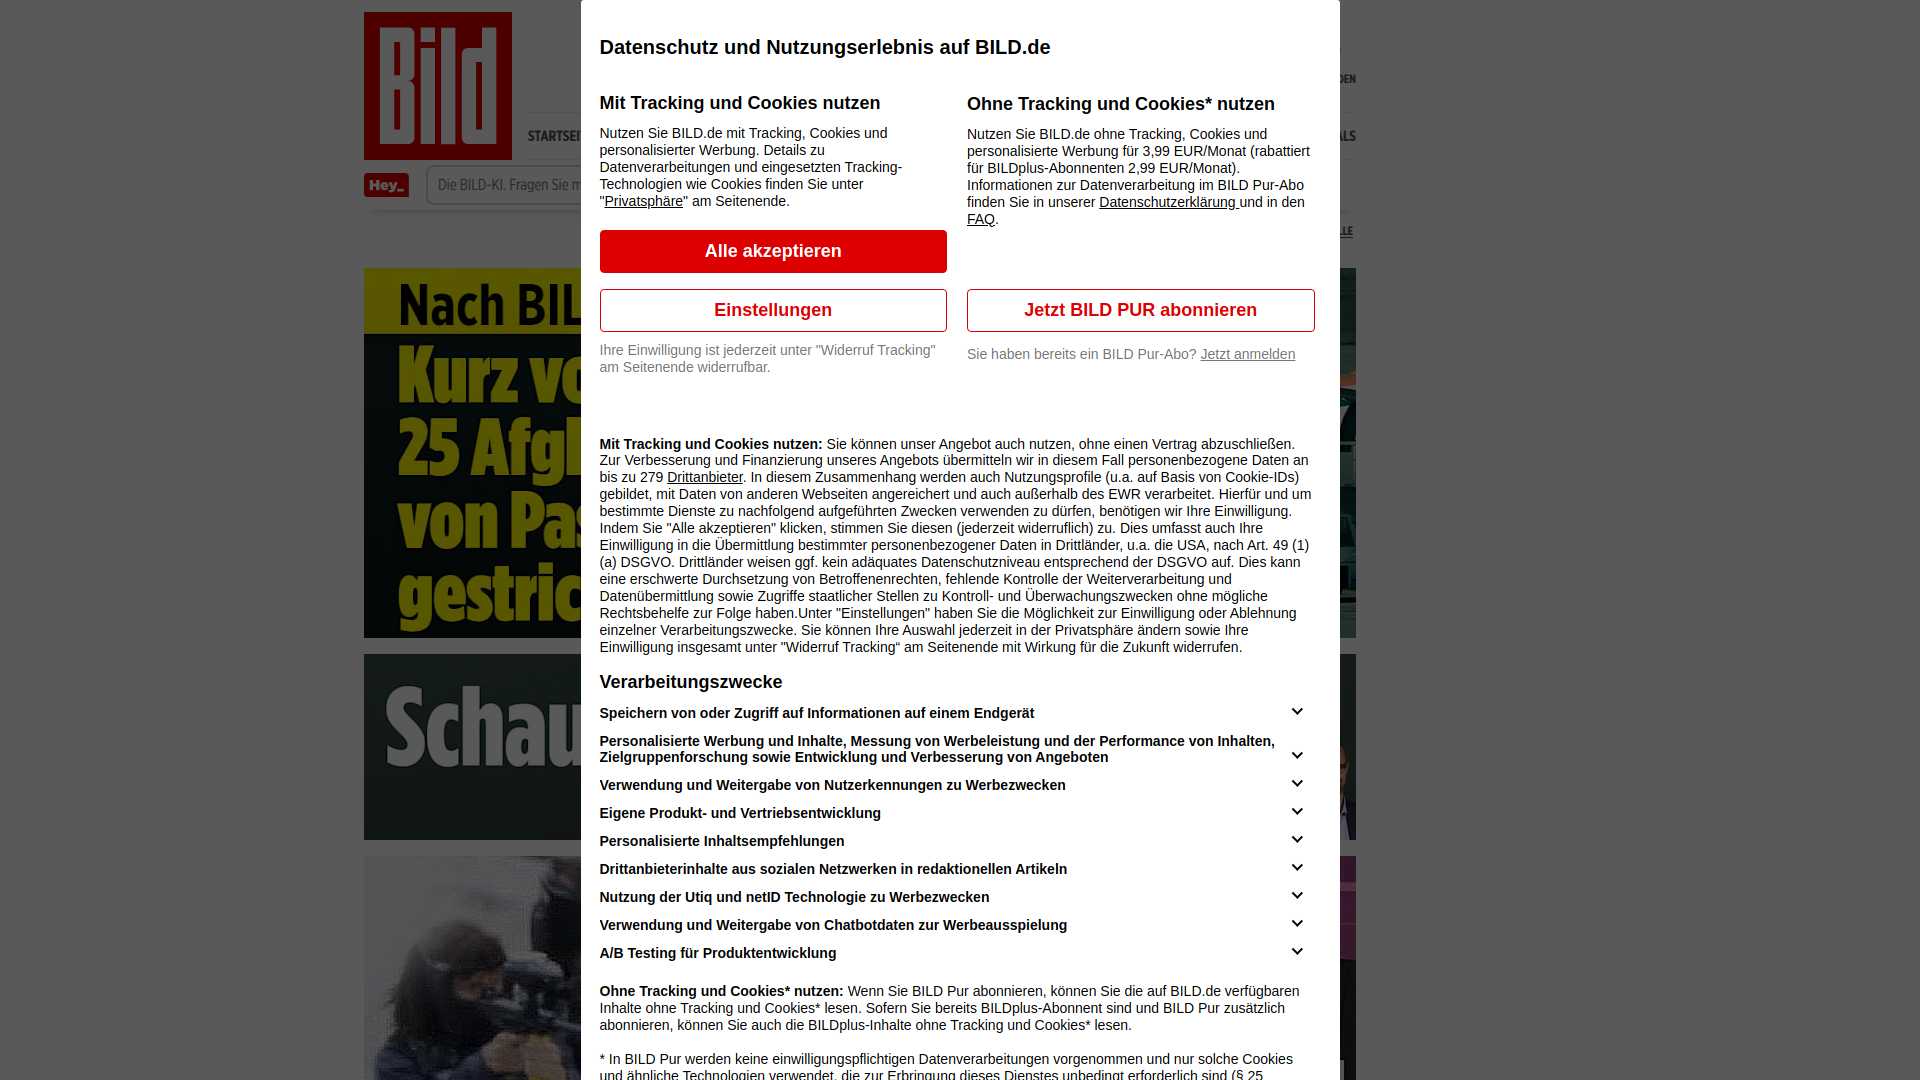 Bild
Datenschutz und Nutzungserlebnis auf BILD.de
DEN
STARTSEI
ALS
Hey_
Die BILD-KI. Fragen Sie m
LLE
Mit Tracking und Cookies nutzen
Nutzen Sie BILD.de mit Tracking, Cookies und
personalisierter Werbung. Details zu
Datenverarbeitungen und eingesetzten Tracking-
Technologien wie Cookies finden Sie unter
"Privatsphäre" am Seitenende.
Alle akzeptieren
Einstellungen
Ihre Einwilligung ist jederzeit unter "Widerruf Tracking"
am Seitenende widerrufbar.
Ohne Tracking und Cookies* nutzen
Nutzen Sie BILD.de ohne Tracking, Cookies und
personalisierte Werbung für 3,99 EUR/Monat (rabattiert
für BILDplus-Abonnenten 2,99 EUR/Monat).
Informationen zur Datenverarbeitung im BILD Pur-Abo
finden Sie in unserer Datenschutzerklärung und in den
FAQ.
Jetzt BILD PUR abonnieren
Sie haben bereits ein BILD Pur-Abo? Jetzt anmelden
Nach BIL
Kurz vo
25 Afgh
von Pas
gestric
Schau
Mit Tracking und Cookies nutzen: Sie können unser Angebot auch nutzen, ohne einen Vertrag abzuschließen.
Zur Verbesserung und Finanzierung unseres Angebots übermitteln wir in diesem Fall personenbezogene Daten an
bis zu 279 Drittanbieter. In diesem Zusammenhang werden auch Nutzungsprofile (u.a. auf Basis von Cookie-IDs)
gebildet, mit Daten von anderen Webseiten angereichert und auch außerhalb des EWR verarbeitet. Hierfür und um
bestimmte Dienste zu nachfolgend aufgeführten Zwecken verwenden zu dürfen, benötigen wir Ihre Einwilligung.
Indem Sie "Alle akzeptieren" klicken, stimmen Sie diesen (jederzeit widerruflich) zu. Dies umfasst auch Ihre
Einwilligung in die Übermittlung bestimmter personenbezogener Daten in Drittländer, u.a. die USA, nach Art. 49 (1)
(a) DSGVO. Drittländer weisen ggf. kein adäquates Datenschutzniveau entsprechend der DSGVO auf. Dies kann
eine erschwerte Durchsetzung von Betroffenenrechten, fehlende Kontrolle der Weiterverarbeitung und
Datenübermittlung sowie Zugriffe staatlicher Stellen zu Kontroll- und Überwachungszwecken ohne mögliche
Rechtsbehelfe zur Folge haben.Unter "Einstellungen" haben Sie die Möglichkeit zur Einwilligung oder Ablehnung
einzelner Verarbeitungszwecke. Sie können Ihre Auswahl jederzeit in der Privatsphäre ändern sowie Ihre
Einwilligung insgesamt unter "Widerruf Tracking“ am Seitenende mit Wirkung für die Zukunft widerrufen.
Verarbeitungszwecke
Speichern von oder Zugriff auf Informationen auf einem Endgerät
Personalisierte Werbung und Inhalte, Messung von Werbeleistung und der Performance von Inhalten,
Zielgruppenforschung sowie Entwicklung und Verbesserung von Angeboten
Verwendung und Weitergabe von Nutzerkennungen zu Werbezwecken
Eigene Produkt- und Vertriebsentwicklung
Personalisierte Inhaltsempfehlungen
Drittanbieterinhalte aus sozialen Netzwerken in redaktionellen Artikeln
Nutzung der Utiq und netID Technologie zu Werbezwecken
Verwendung und Weitergabe von Chatbotdaten zur Werbeausspielung
A/B Testing für Produktentwicklung
Ohne Tracking und Cookies* nutzen: Wenn Sie BILD Pur abonnieren, können Sie die auf BILD.de verfügbaren
Inhalte ohne Tracking und Cookies* lesen. Sofern Sie bereits BILDplus-Abonnent sind und BILD Pur zusätzlich
abonnieren, können Sie auch die BILDplus-Inhalte ohne Tracking und Cookies* lesen.
* In BILD Pur werden keine einwilligungspflichtigen Datenverarbeitungen vorgenommen und nur solche Cookies
und ähnliche Technologien verwendet, die zur Erbringung dieses Dienstes unbedingt erforderlich sind (§ 25